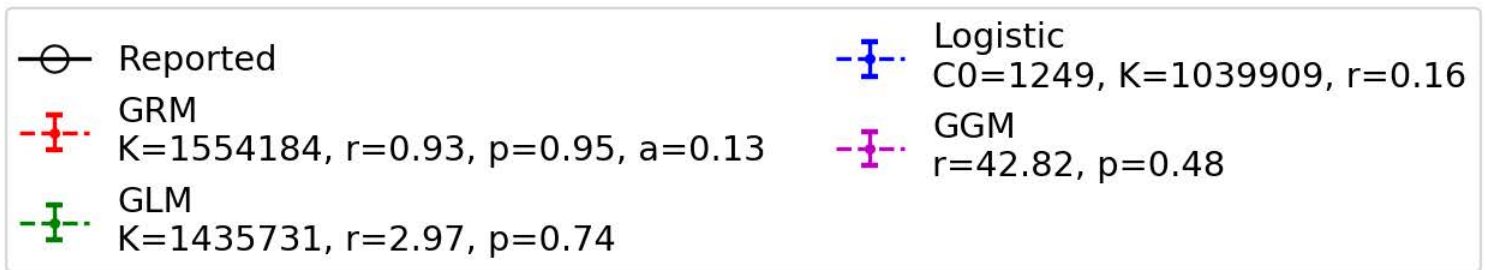 Reported
GRM
K=1554184, r=0.93, p=0.95, a=0.13
GLM
K=1435731, r=2.97, p=0.74
Logistic
C0=1249, K=1039909, r=0.16
GGM
r=42.82, p=0.48